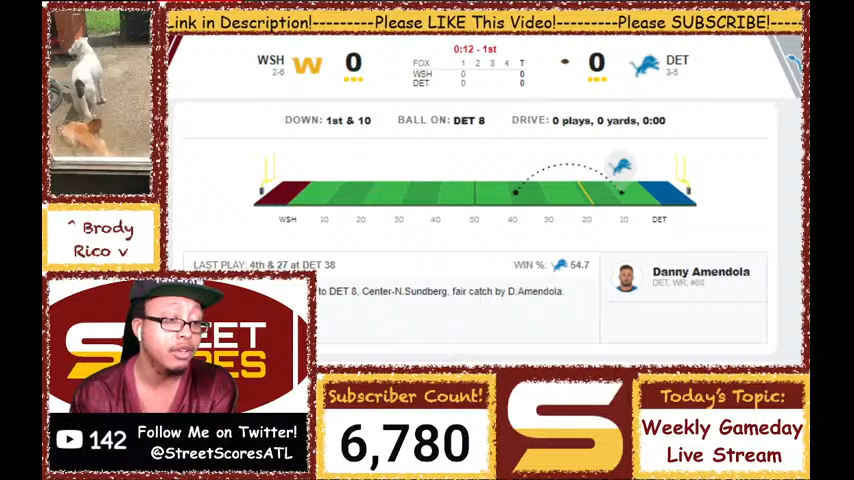 Link in Description!--------------Please LIKE This Video!---------Please SUBSCRIBE!-----
WSH
2-6
W
0
0:12 - 1st
FOX 1 2 3 4 T
WSH 0 0
DET 0 0
0
DET
3-5
DOWN: 1st & 10 BALL ON: DET 8 DRIVE: 0 plays, 0 yards, 0:00
WSH 10 20 30 40 50 40 30 20 10 DET
LAST PLAY: 4th & 27 at DET 38 WIN %: 54.7
to DET 8, Center-N.Sundberg, fair catch by D.Amendola.
Danny Amendola
DET, WR, #80
^ Brody
Rico v
S
EET
RES
142
Follow Me on Twitter!
@StreetScoresATL
Subscriber Count!
6,780
S
Today's Topic:
Weekly Gameday
Live Stream